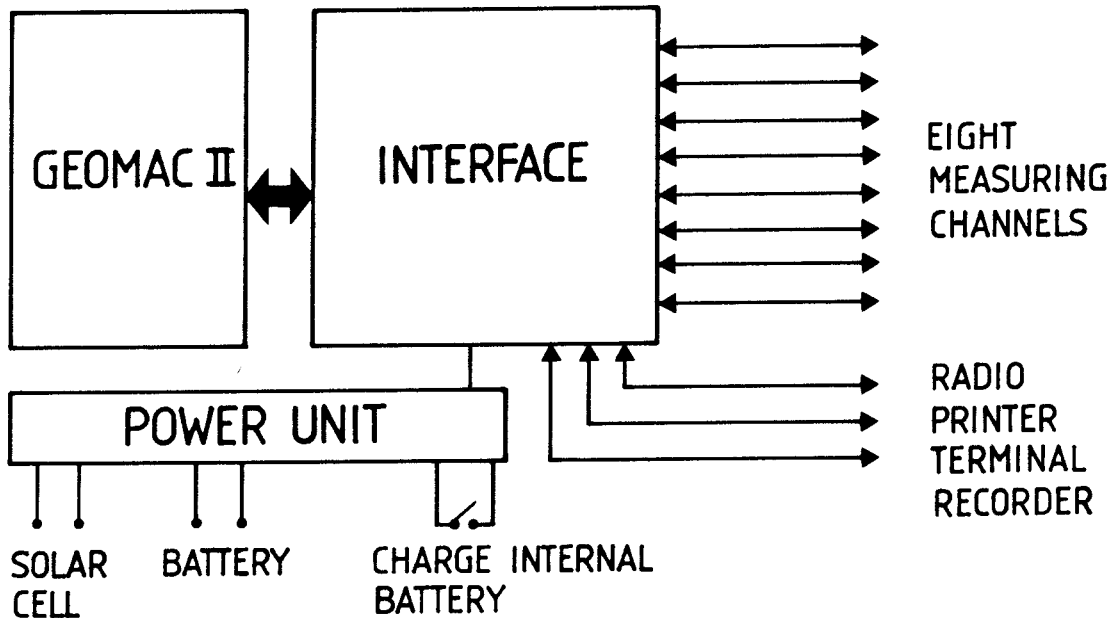 GEOMAC II
INTERFACE
EIGHT
MEASURING
CHANNELS
RADIO
PRINTER
TERMINAL
RECORDER
POWER UNIT
SOLAR
CELL
BATTERY
CHARGE INTERNAL
BATTERY